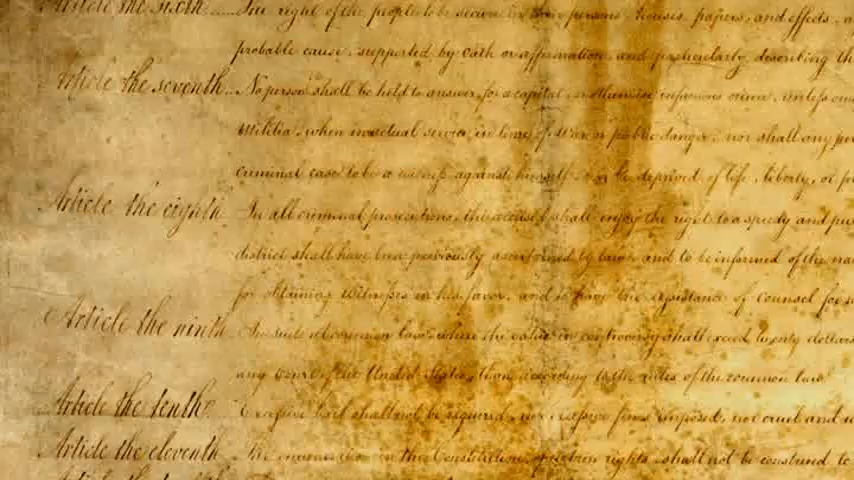 Article the sixth...... The right of the people to be secure in their persons, houses, papers, and effects, a
probable cause, supported by oath or affirmation, and particularly describing th
Article the seventh.. No person shall be held to answer for a capital, or otherwise infamous crime, unless on
Militia, when in actual service in time of War or public danger; nor shall any per
criminal case to be a witness against himself, nor be deprived of life, liberty, or p
Article the eighth. In all criminal prosecutions, the accused shall enjoy the right to a speedy and pu
district shall have been previously ascertained by law, and to be informed of the na
for obtaining Witnesses in his favor, and to have the assistance of counsel for
Article the ninth. In suits at common law, where the value in controversy shall exceed twenty dollars
any Court of the United States, than according to the rules of the common law.
Article the tenth. Excessive bail shall not be required, nor excessive fines imposed, nor cruel and u
Article the eleventh. The enumeration in the Constitution, of certain rights, shall not be construed to